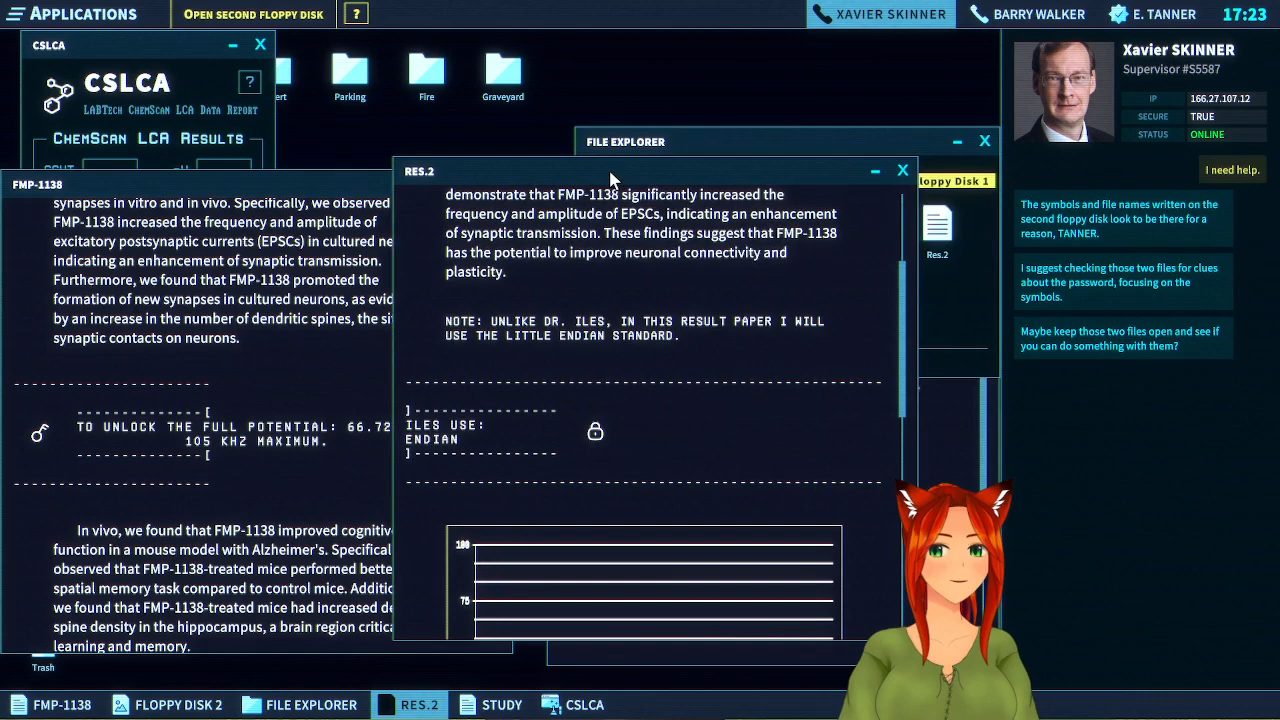 APPLICATIONS
OPEN SECOND FLOPPY DISK
?
XAVIER SKINNER
BARRY WALKER
E. TANNER
17:23
CSLCA
CSLCA
?
LABTECH CHEMSCAN LCA DATA REPORT
CHEMSCAN LCA RESULTS
Parking
Fire
Graveyard
FILE EXPLORER
Res.2
Xavier SKINNER
Supervisor #S5587
IP 166.27.107.12
SECURE TRUE
STATUS ONLINE
I need help.
The symbols and file names written on the
second floppy disk look to be there for a
reason, TANNER.
I suggest checking those two files for clues
about the password, focusing on the
symbols.
Maybe keep those two files open and see if
you can do something with them?
FMP-1138
synapses in vitro and in vivo. Specifically, we observed
FMP-1138 increased the frequency and amplitude of
excitatory postsynaptic currents (EPSCs) in cultured
indicating an enhancement of synaptic transmission.
Furthermore, we found that FMP-1138 promoted the
formation of new synapses in cultured neurons, as
by an increase in the number of dendritic spines, the
synaptic contacts on neurons.
--------------------
--------------[
TO UNLOCK THE FULL POTENTIAL: 66.72
105 KHZ MAXIMUM.
--------------[
--------------------
In vivo, we found that FMP-1138 improved cognitive
function in a mouse model with Alzheimer's.
observed that FMP-1138-treated mice performed
spatial memory task compared to control mice.
we found that FMP-1138-treated mice had increased
spine density in the hippocampus, a brain region
learning and memory.
RES.2
demonstrate that FMP-1138 significantly increased the
frequency and amplitude of EPSCs, indicating an enhancement
of synaptic transmission. These findings suggest that FMP-1138
has the potential to improve neuronal connectivity and
plasticity.
NOTE: UNLIKE DR. ILES, IN THIS RESULT PAPER I WILL
USE THE LITTLE ENDIAN STANDARD.
------------------------------------------------
]---------------
ILES USE:
ENDIAN
]---------------
------------------------------------------------
100
75
Trash
FMP-1138
FLOPPY DISK 2
FILE EXPLORER
RES.2
STUDY
CSLCA